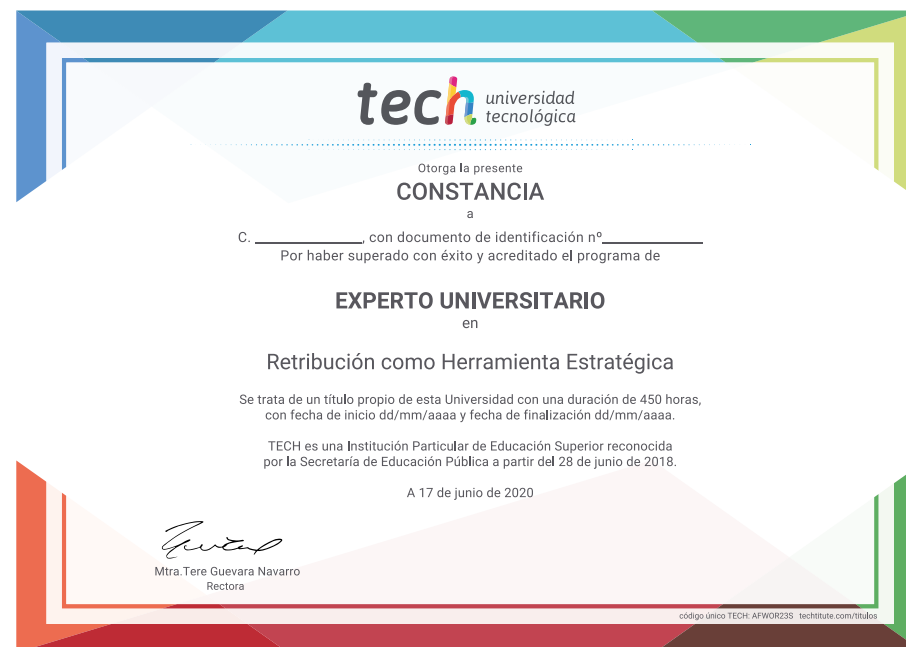 tech universidad
tecnológica
Otorga la presente
CONSTANCIA
a
C. ______________, con documento de identificación nº_____________
Por haber superado con éxito y acreditado el programa de
EXPERTO UNIVERSITARIO
en
Retribución como Herramienta Estratégica
Se trata de un título propio de esta Universidad con una duración de 450 horas,
con fecha de inicio dd/mm/aaaa y fecha de finalización dd/mm/aaaa.
TECH es una Institución Particular de Educación Superior reconocida
por la Secretaría de Educación Pública a partir del 28 de junio de 2018.
A 17 de junio de 2020
Mtra.Tere Guevara Navarro
Rectora
código único TECH: AFWOR23S techtitute.com/titulos